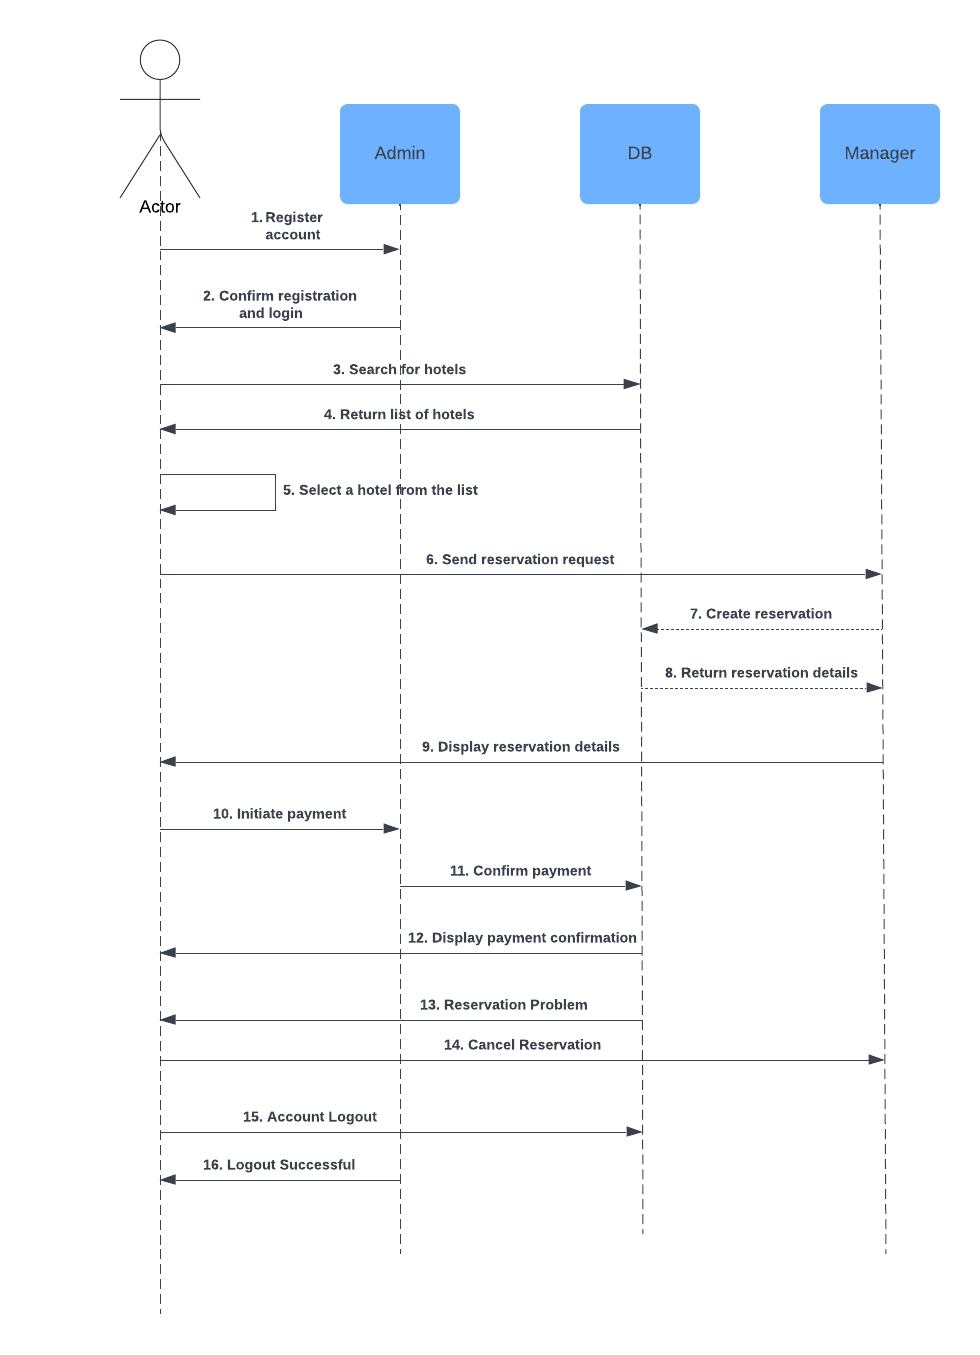 Admin
DB
Manager
Actor
1. Register
account
2. Confirm registration
and login
3. Search for hotels
4. Return list of hotels
5. Select a hotel from the list
6. Send reservation request
7. Create reservation
8. Return reservation details
9. Display reservation details
10. Initiate payment
11. Confirm payment
12. Display payment confirmation
13. Reservation Problem
14. Cancel Reservation
15. Account Logout
16. Logout Successful